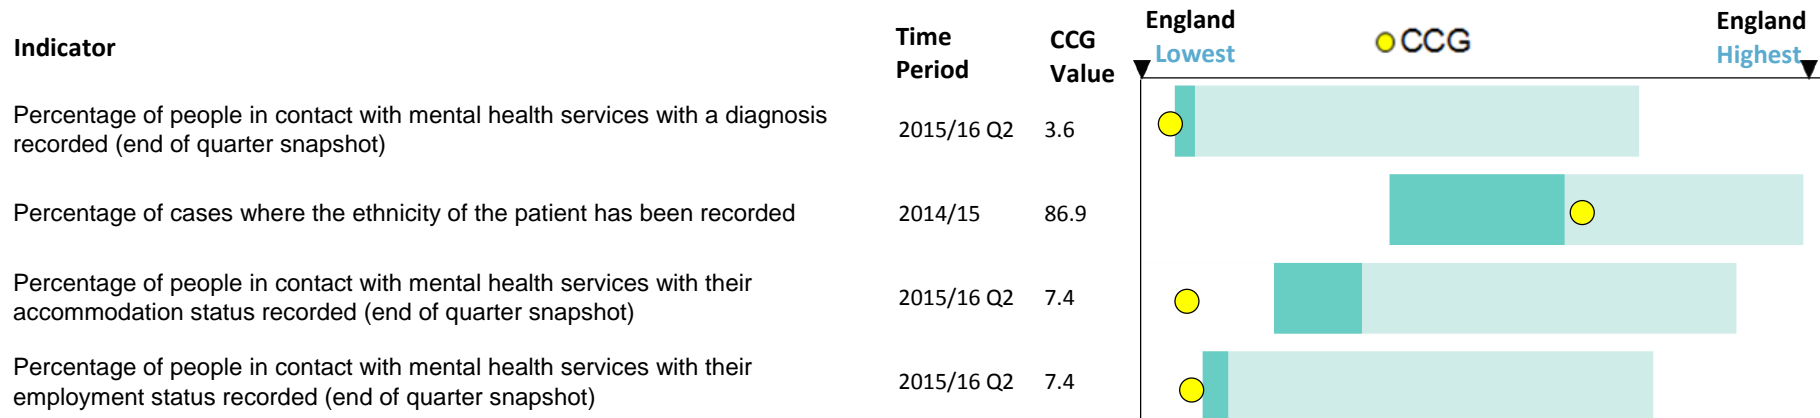 Indicator
Time Period
CCG Value
England Lowest
CCG
England Highest
Percentage of people in contact with mental health services with a diagnosis
recorded (end of quarter snapshot)
2015/16 Q2 3.6
Percentage of cases where the ethnicity of the patient has been recorded 2014/15 86.9
Percentage of people in contact with mental health services with their
accommodation status recorded (end of quarter snapshot)
2015/16 Q2 7.4
Percentage of people in contact with mental health services with their
employment status recorded (end of quarter snapshot)
2015/16 Q2 7.4